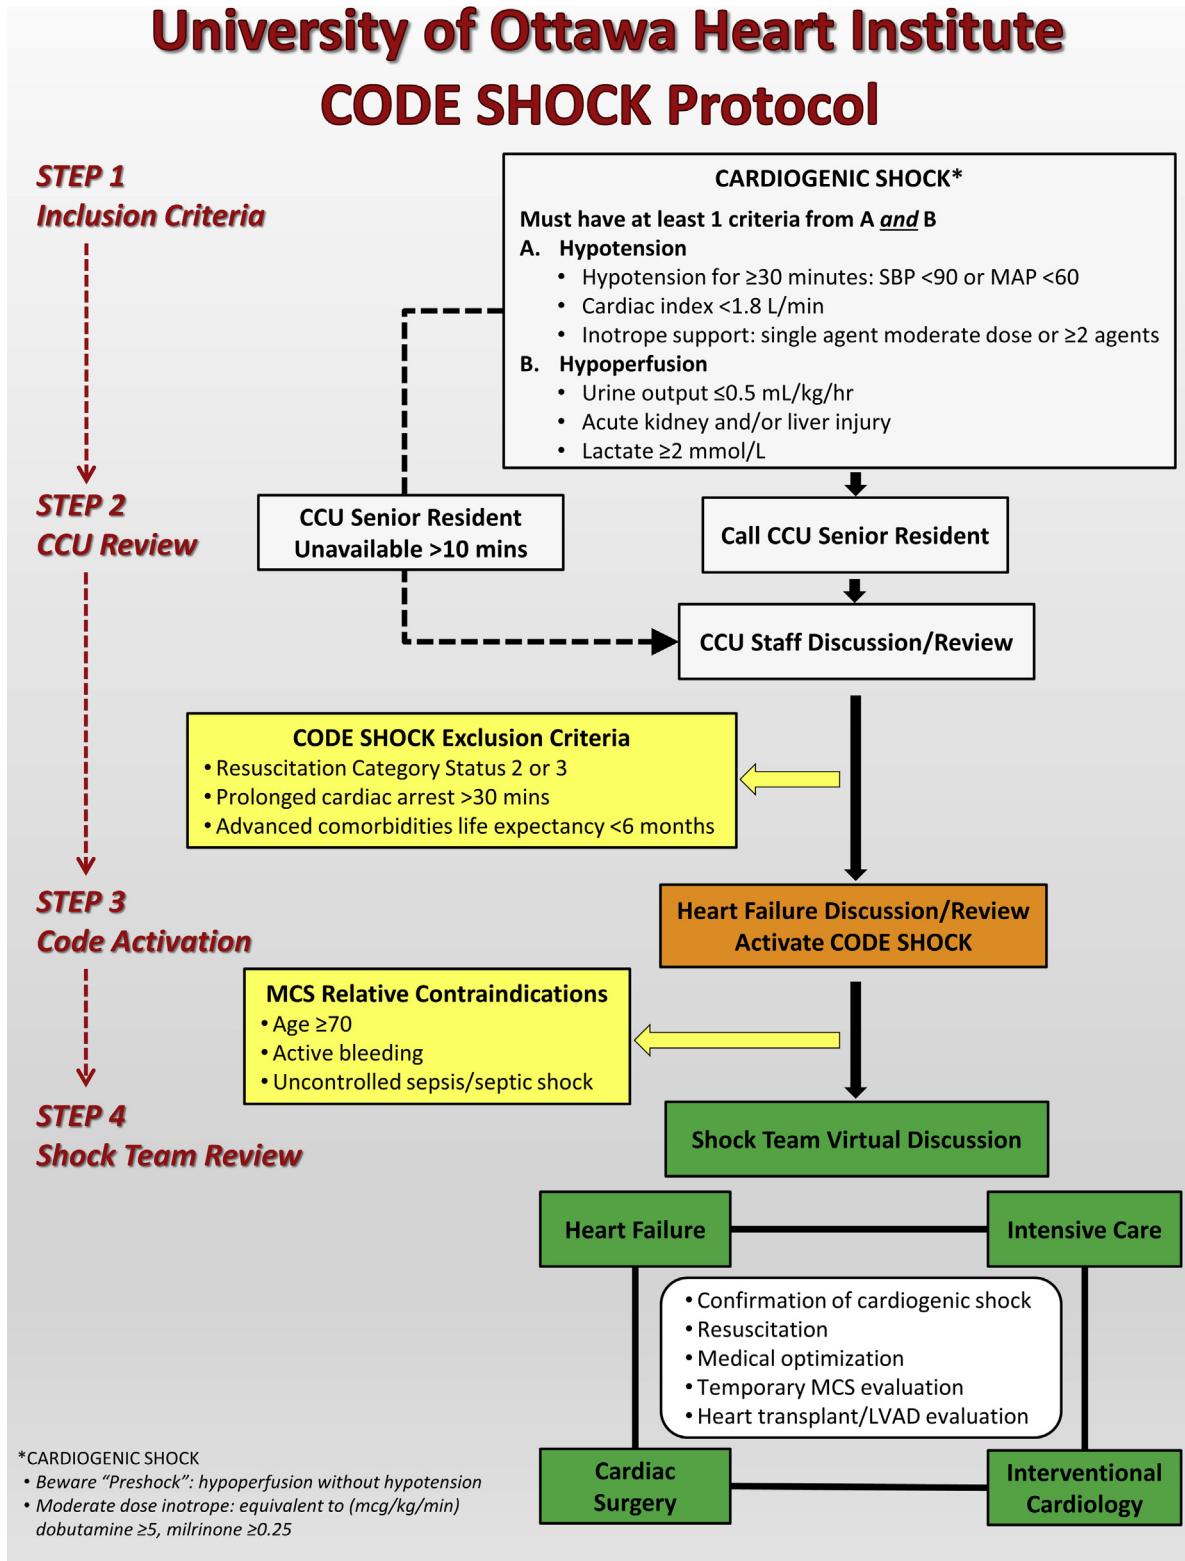 University of Ottawa Heart Institute
CODE SHOCK Protocol
STEP 1
Inclusion Criteria
CARDIOGENIC SHOCK*
Must have at least 1 criteria from A and B
A. Hypotension
• Hypotension for ≥30 minutes: SBP <90 or MAP <60
• Cardiac index <1.8 L/min
• Inotrope support: single agent moderate dose or ≥2 agents
B. Hypoperfusion
• Urine output ≤0.5 mL/kg/hr
• Acute kidney and/or liver injury
• Lactate ≥2 mmol/L
STEP 2
CCU Review
CCU Senior Resident
Unavailable >10 mins
Call CCU Senior Resident
CCU Staff Discussion/Review
CODE SHOCK Exclusion Criteria
• Resuscitation Category Status 2 or 3
• Prolonged cardiac arrest >30 mins
• Advanced comorbidities life expectancy <6 months
STEP 3
Code Activation
Heart Failure Discussion/Review
Activate CODE SHOCK
MCS Relative Contraindications
• Age ≥70
• Active bleeding
• Uncontrolled sepsis/septic shock
STEP 4
Shock Team Review
Shock Team Virtual Discussion
Heart Failure
Intensive Care
• Confirmation of cardiogenic shock
• Resuscitation
• Medical optimization
• Temporary MCS evaluation
• Heart transplant/LVAD evaluation
Cardiac
Surgery
Interventional
Cardiology
*CARDIOGENIC SHOCK
• Beware “Preshock”: hypoperfusion without hypotension
• Moderate dose inotrope: equivalent to (mcg/kg/min)
dobutamine ≥5, milrinone ≥0.25